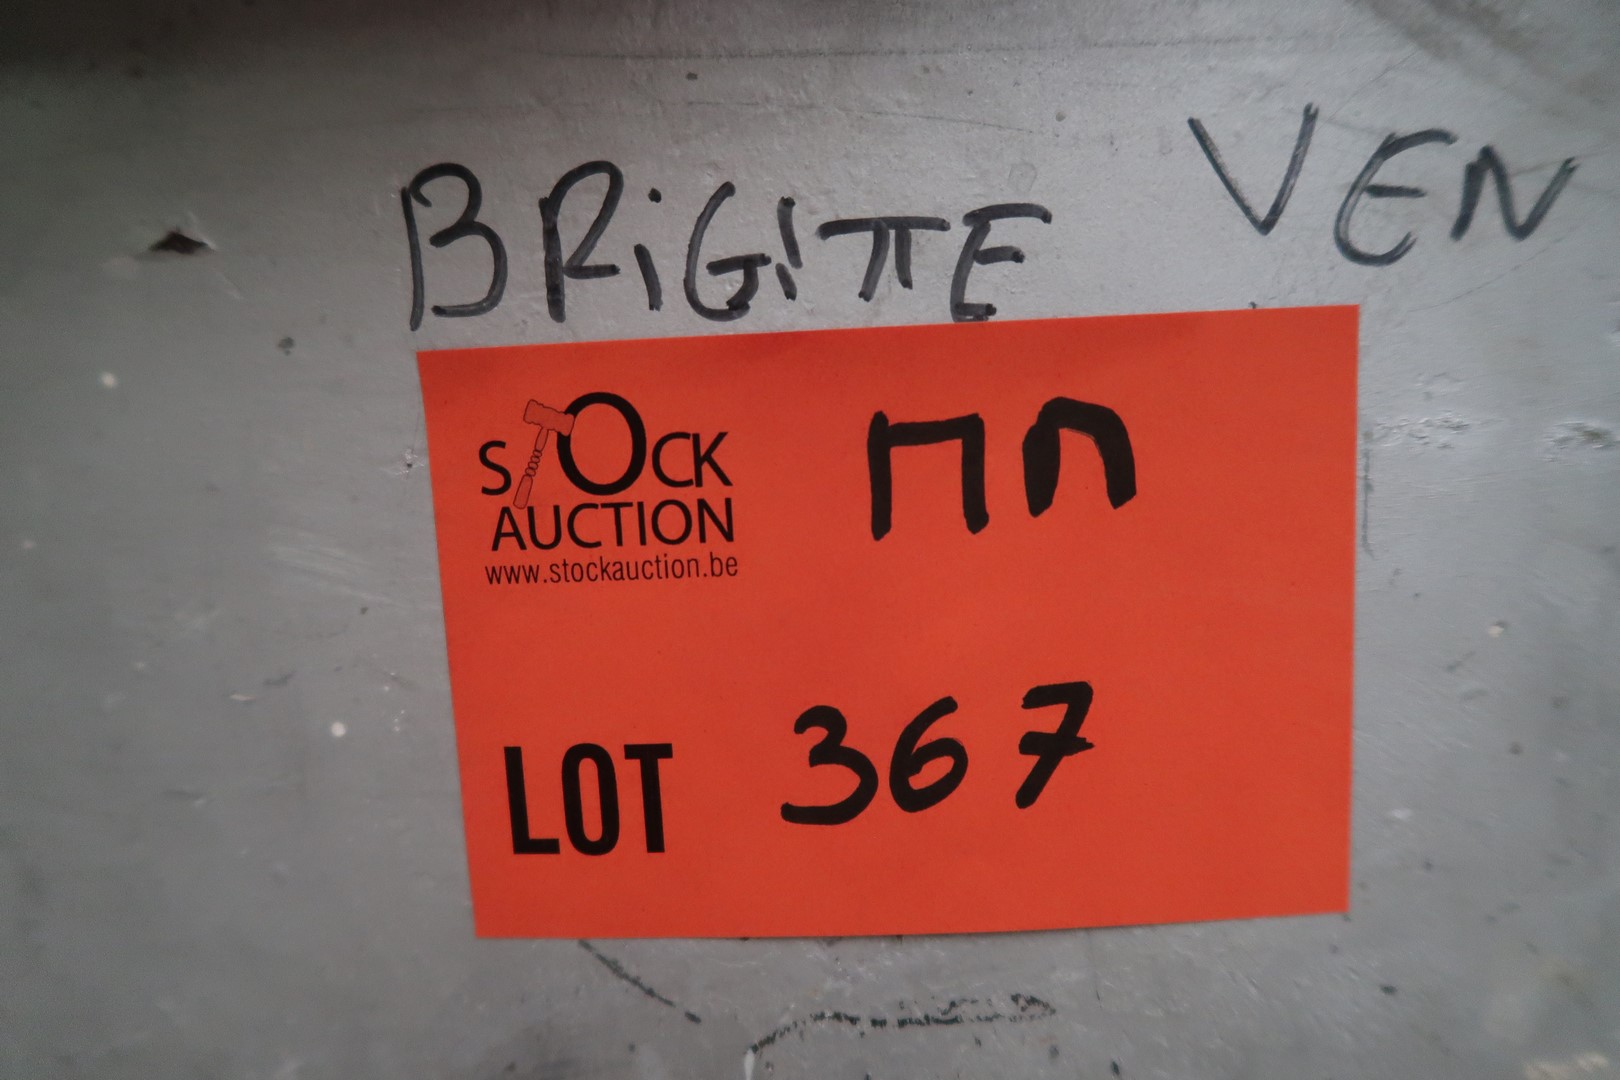 BRiGiTTE VEN
STOCK
AUCTION
www.stockauction.be
LOT 367